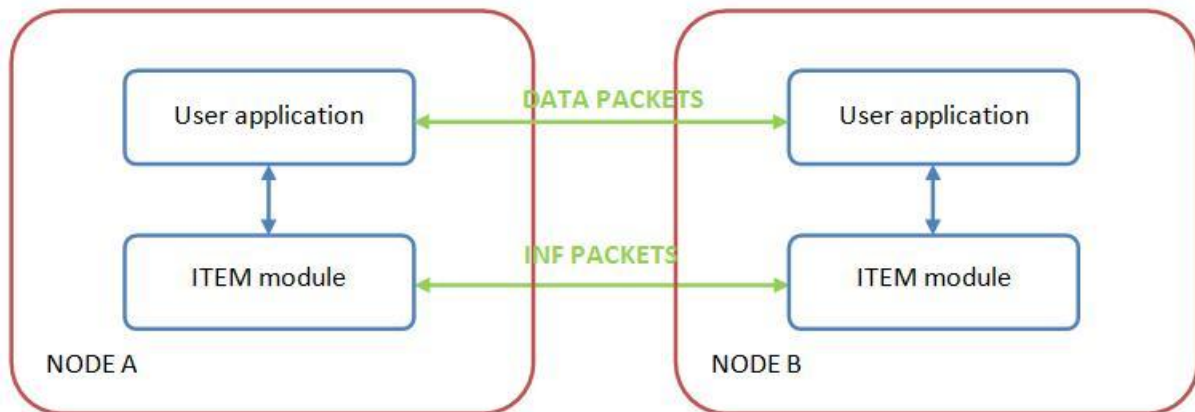 User application
DATA PACKETS
User application
ITEM module
INF PACKETS
ITEM module
NODE A
NODE B